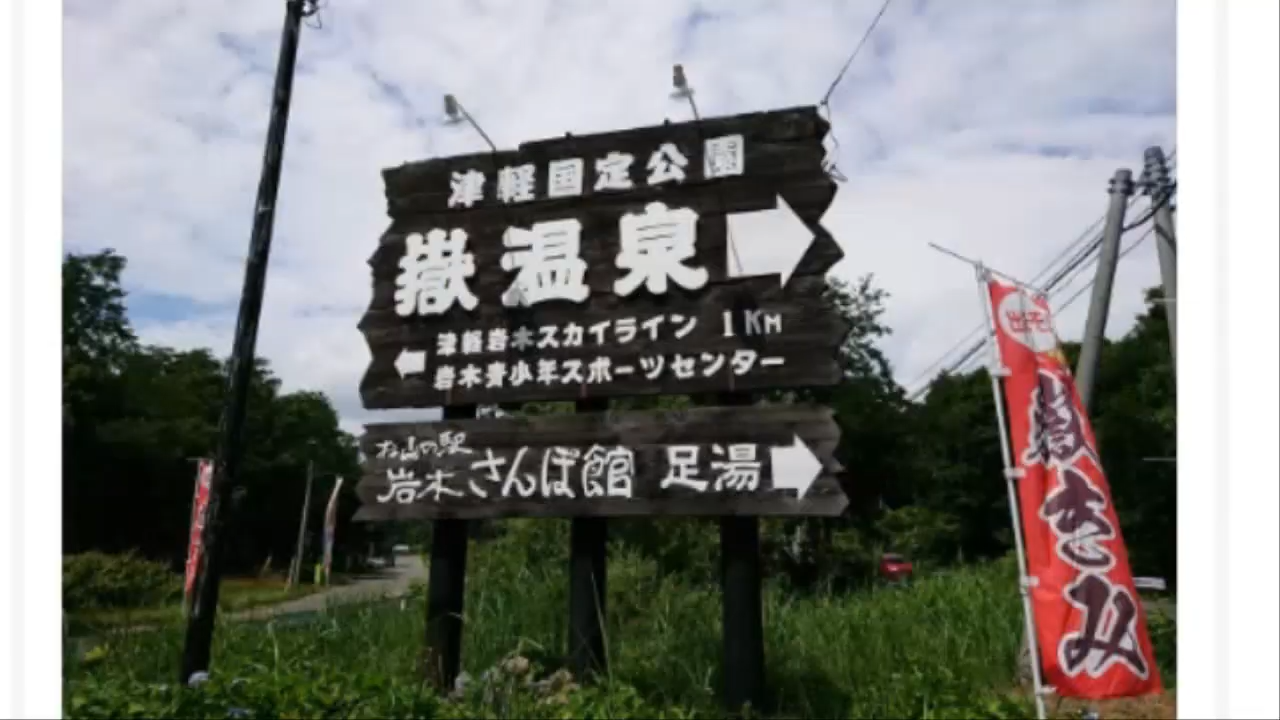 津軽国定公園
嶽温泉
津軽岩木スカイライン 1KM
岩木青少年スポーツセンター
お山の駅
岩木さんぽ館 足湯
嶽きみ